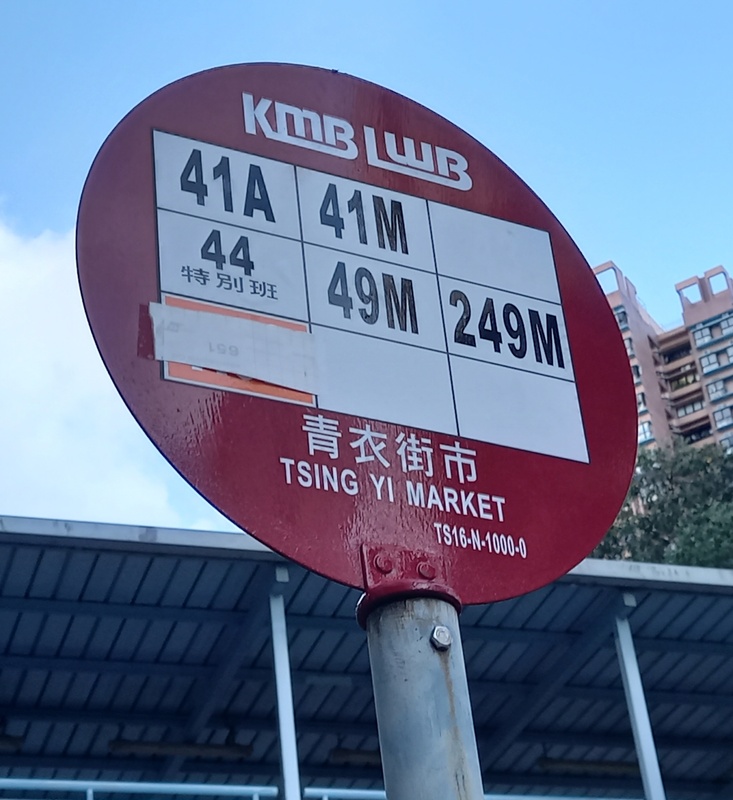 KMB LWB
41A 41M
44
特別班
49M 249M
青衣街市
TSING YI MARKET
TS16-N-1000-0